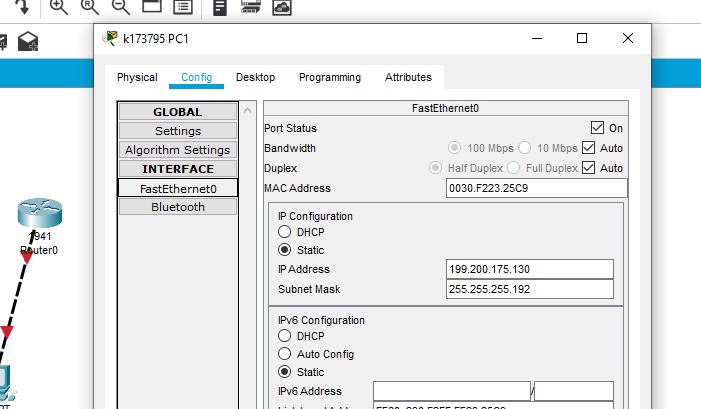 k173795 PC1
Physical Config Desktop Programming Attributes
GLOBAL
Settings
Algorithm Settings
INTERFACE
FastEthernet0
Bluetooth
FastEthernet0
Port Status On
Bandwidth 100 Mbps 10 Mbps Auto
Duplex Half Duplex Full Duplex Auto
MAC Address 0030.F223.25C9
IP Configuration
DHCP
Static
IP Address 199.200.175.130
Subnet Mask 255.255.255.192
IPv6 Configuration
DHCP
Auto Config
Static
IPv6 Address /
1941
Router0